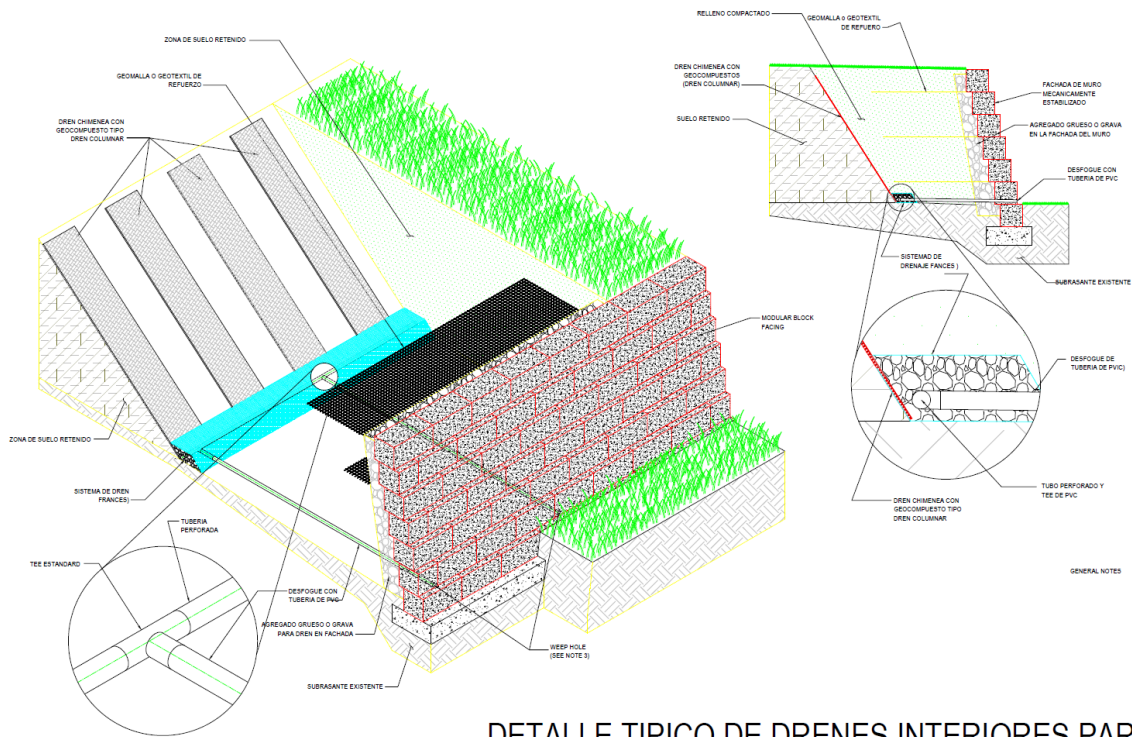 ZONA DE SUELO RETENIDO
GEOMALLA O GEOTEXTIL DE
REFUERZO
DREN CHIMENEA CON
GEOCOMPUESTO TIPO
DREN COLUMNAR
ZONA DE SUELO RETENIDO
SISTEMA DE DREN
FRANCES)
TUBERIA
PERFORADA
TEE ESTANDARD
DESFOGUE CON
TUBERIA DE PVC
AGREGADO GRUESO O GRAVA
PARA DREN EN FACHADA
SUBRASANTE EXISTENTE
WEEP HOLE
(SEE NOTE 3)
MODULAR BLOCK
FACING
RELLENO COMPACTADO
GEOMALLA o GEOTEXTIL
DE REFUERO
DREN CHIMENEA CON
GEOCOMPUESTOS
(DREN COLUMNAR)
SUELO RETENIDO
FACHADA DE MURO
MECANICAMENTE
ESTABILIZADO
AGREGADO GRUESO O GRAVA
EN LA FACHADA DEL MURO
DESFOGUE CON
TUBERIA DE PVC
SISTEMAD DE
DRENAJE FANCES )
SUBRASANTE EXISTENTE
DESFOGUE DE
TUBERIA DE PVIC)
TUBO PERFORADO Y
TEE DE PVC
DREN CHIMENEA CON
GEOCOMPUESTO TIPO
DREN COLUMNAR
GENERAL NOTES
DETALLE TIPICO DE DRENES INTERIORES PAR